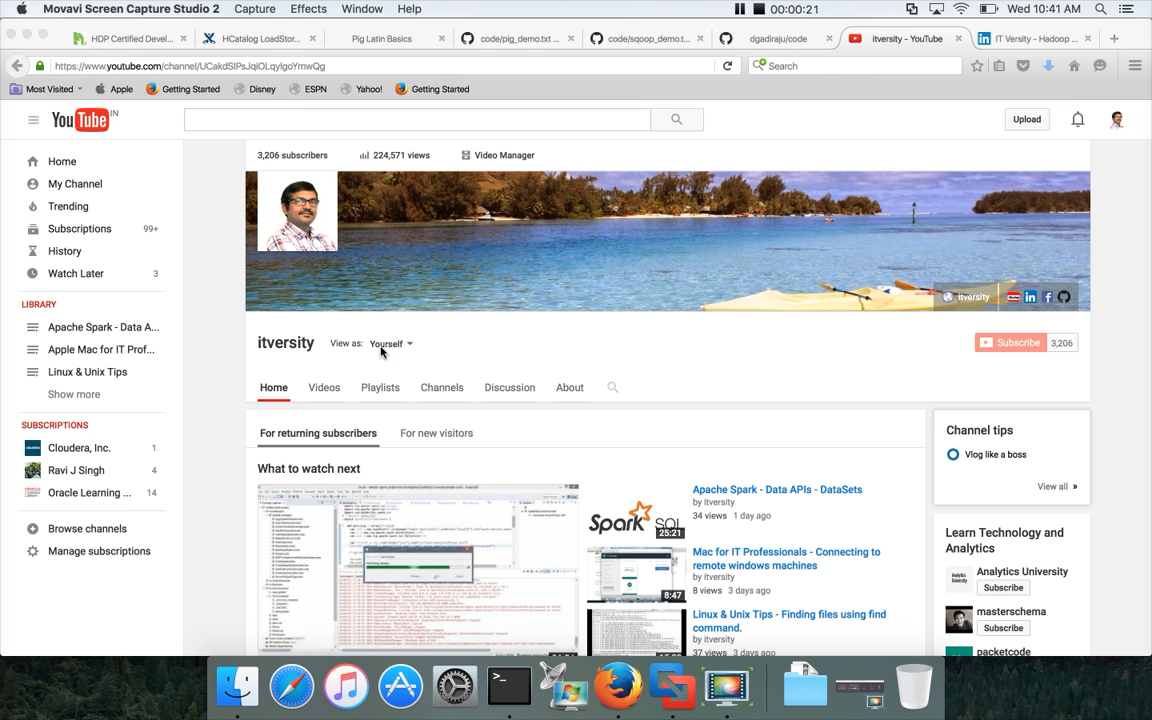 Movavi Screen Capture Studio 2 Capture Effects Window Help 00:00:21 Wed 10:41 AM
HDP Certified Devel... HCatalog LoadStor... Pig Latin Basics code/pig_demo.txt ... code/sqoop_demo.t... dgadiraju/code itversity - YouTube IT Versity - Hadoop ...
https://www.youtube.com/channel/UCakdSIPsJqiOLqylgoYmwQg Search
Most Visited Apple Getting Started Disney ESPN Yahoo! Getting Started
YouTube IN Upload
3,206 subscribers 224,571 views Video Manager
Home
My Channel
Trending
Subscriptions 99+
History
Watch Later 3
LIBRARY
Apache Spark - Data A...
Apple Mac for IT Prof...
Linux & Unix Tips
Show more
SUBSCRIPTIONS
Cloudera, Inc. 1
Ravi J Singh 4
Oracle Learning ... 14
Browse channels
Manage subscriptions
itversity
itversity View as: Yourself Subscribe 3,206
Home Videos Playlists Channels Discussion About
For returning subscribers For new visitors
What to watch next
Spark SQL
25:21
Apache Spark - Data APIs - DataSets
by itversity
34 views 1 day ago
8:47
Mac for IT Professionals - Connecting to
remote windows machines
by itversity
8 views 3 days ago
Linux & Unix Tips - Finding files using find
command.
by itversity
37 views 3 days ago
Channel tips
Vlog like a boss
View all »
Learn Technology and
Analytics
Analytics University
Subscribe
masterschema
Subscribe
packetcode